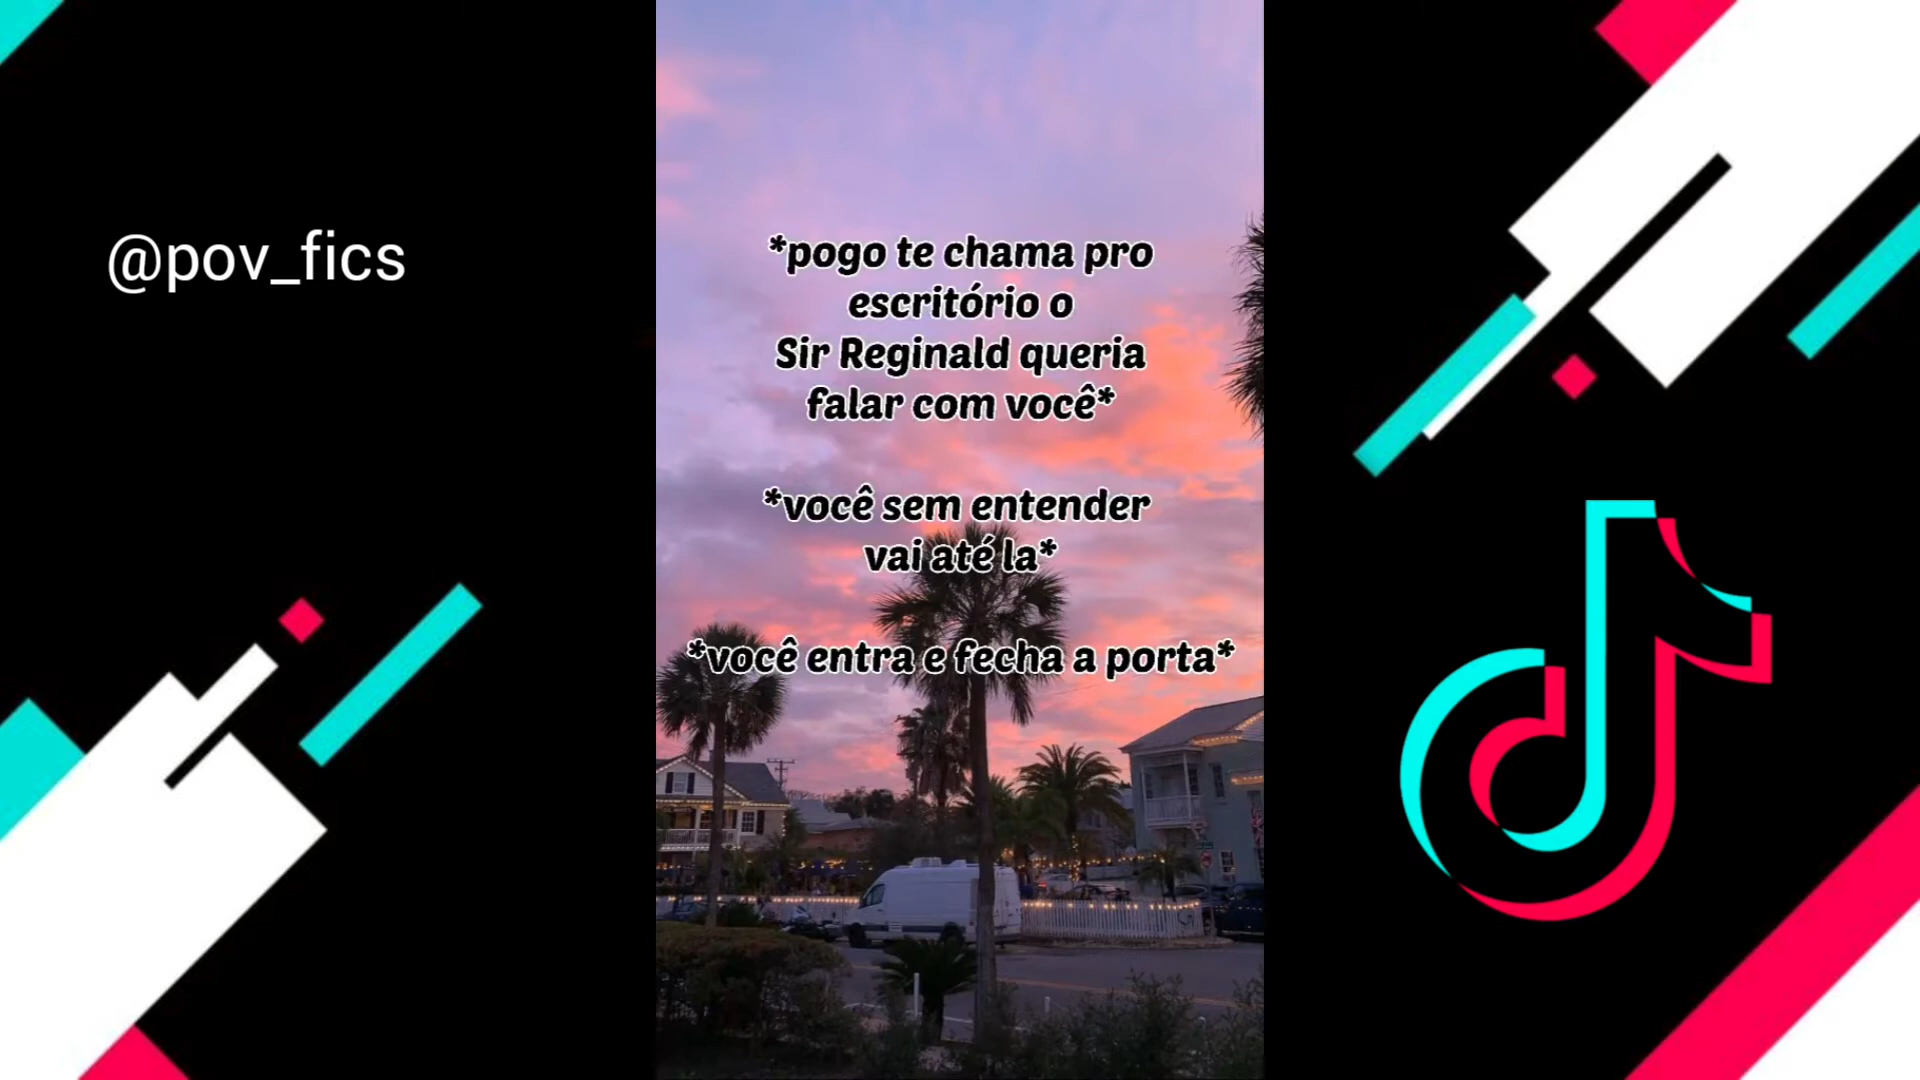 @pov_fics
*pogo te chama pro
escritório o
Sir Reginald queria
falar com você*
*você sem entender
vai até la*
*você entra e fecha a porta*